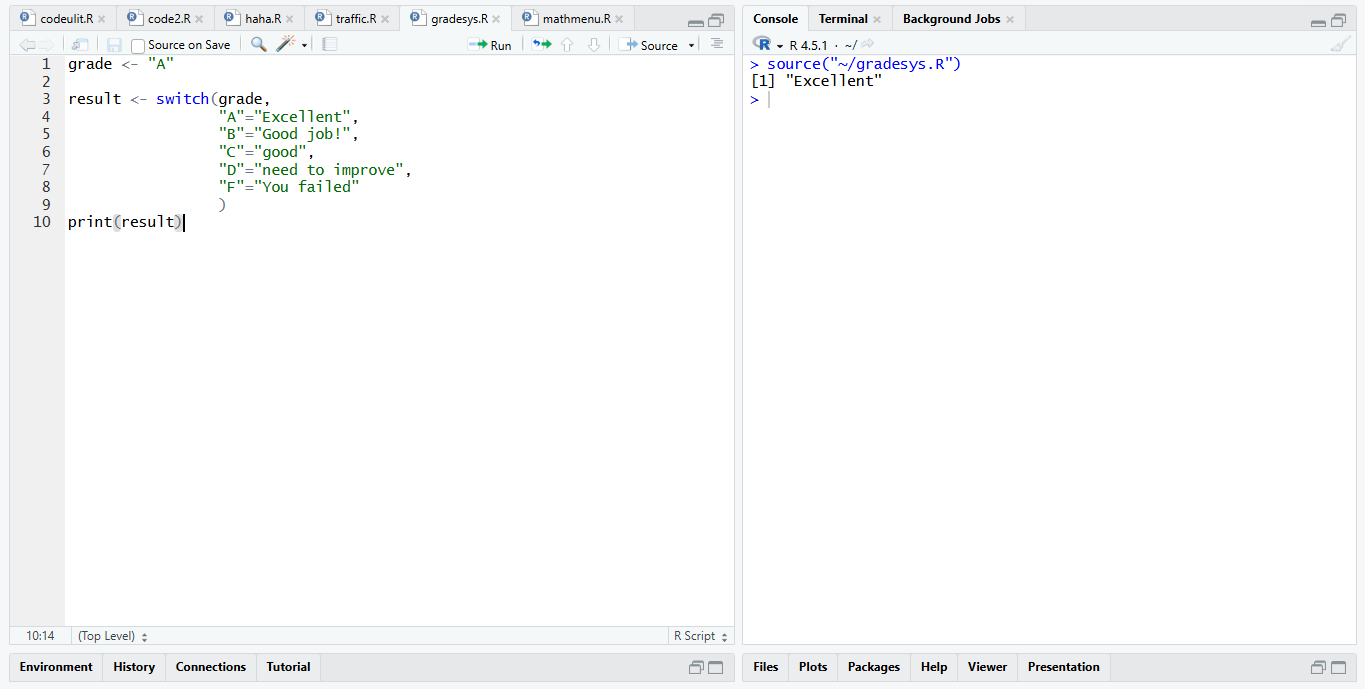 codeulit.R code2.R haha.R traffic.R gradesys.R mathmenu.R
Source on Save Run Source
1 grade <- "A"
2
3 result <- switch(grade,
4 "A"="Excellent",
5 "B"="Good job!",
6 "C"="good",
7 "D"="need to improve",
8 "F"="You failed"
9 )
10 print(result)
10:14 (Top Level) R Script
Environment History Connections Tutorial
Console Terminal Background Jobs
R R 4.5.1 · ~/
> source("~/gradesys.R")
[1] "Excellent"
>
Files Plots Packages Help Viewer Presentation